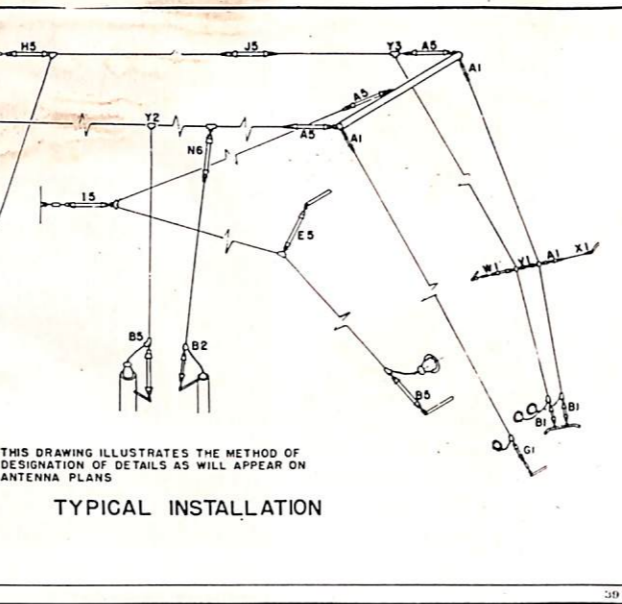 H5
J5
Y3
A5
A1
A5
Y2
A5
A1
N6
I5
E5
W1
Y1
A1
X1
B5
B2
B5
B1
B1
G1
THIS DRAWING ILLUSTRATES THE METHOD OF
DESIGNATION OF DETAILS AS WILL APPEAR ON
ANTENNA PLANS
TYPICAL INSTALLATION
39